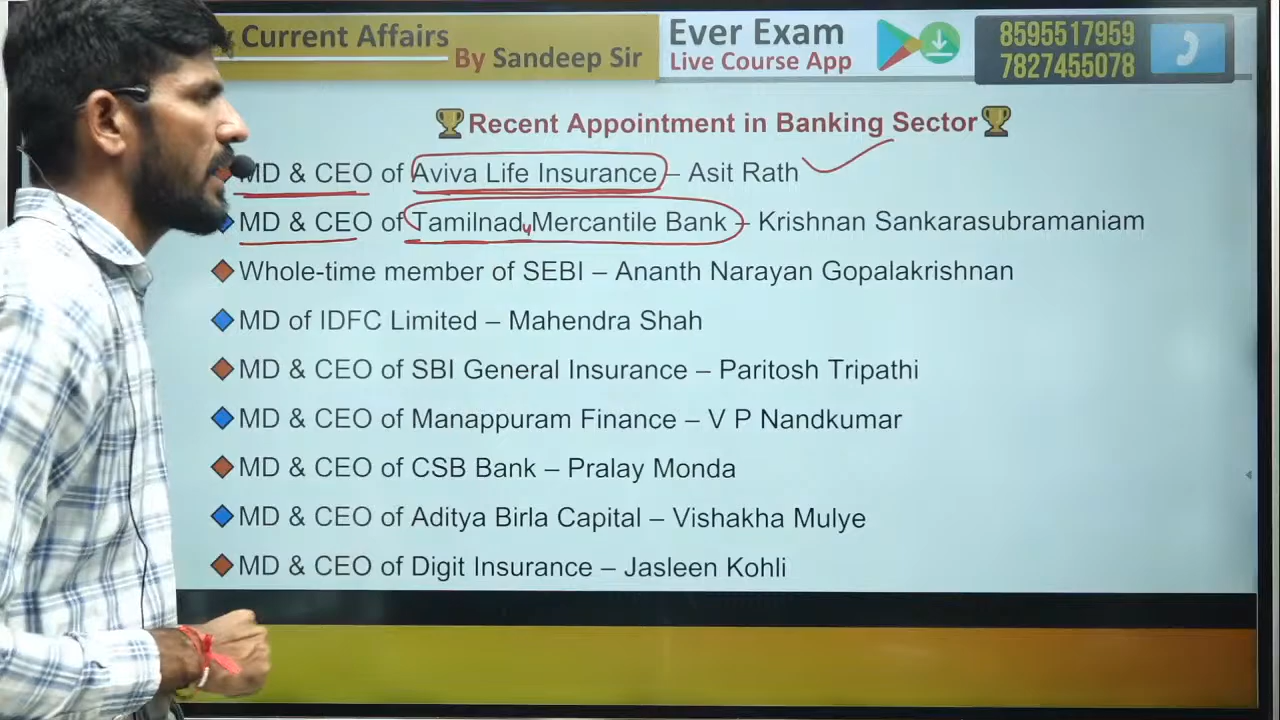 Current Affairs
By Sandeep Sir
Ever Exam
Live Course App
8595517959
7827455078
Recent Appointment in Banking Sector
MD & CEO of Aviva Life Insurance – Asit Rath
MD & CEO of Tamilnadu Mercantile Bank – Krishnan Sankarasubramaniam
Whole-time member of SEBI – Ananth Narayan Gopalakrishnan
MD of IDFC Limited – Mahendra Shah
MD & CEO of SBI General Insurance – Paritosh Tripathi
MD & CEO of Manappuram Finance – V P Nandkumar
MD & CEO of CSB Bank – Pralay Monda
MD & CEO of Aditya Birla Capital – Vishakha Mulye
MD & CEO of Digit Insurance – Jasleen Kohli